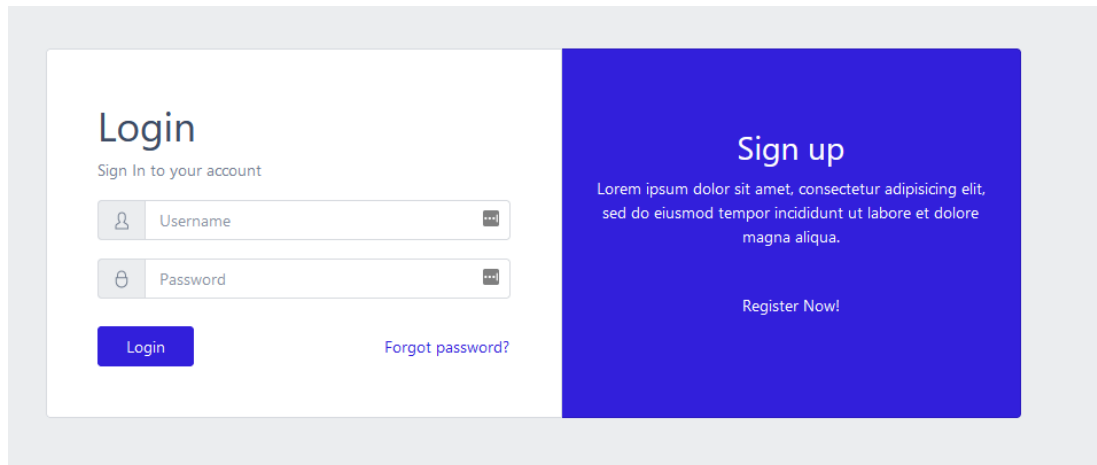 Login
Sign In to your account
Username
Password
Login
Forgot password?
Sign up
Lorem ipsum dolor sit amet, consectetur adipisicing elit,
sed do eiusmod tempor incididunt ut labore et dolore
magna aliqua.
Register Now!